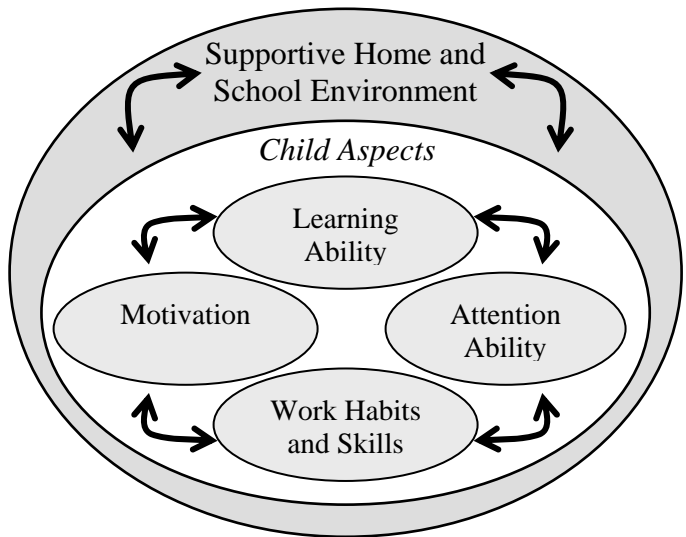 Supportive Home and
School Environment
Child Aspects
Learning
Ability
Motivation
Attention
Ability
Work Habits
and Skills